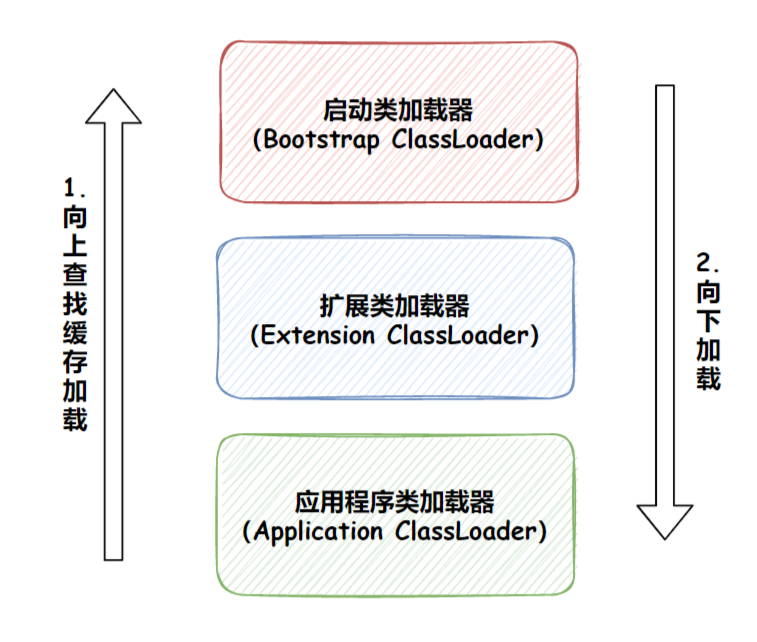 启动类加载器
(Bootstrap ClassLoader)
1.向上查找缓存加载
扩展类加载器
(Extension ClassLoader)
2.向下加载
应用程序类加载器
(Application ClassLoader)